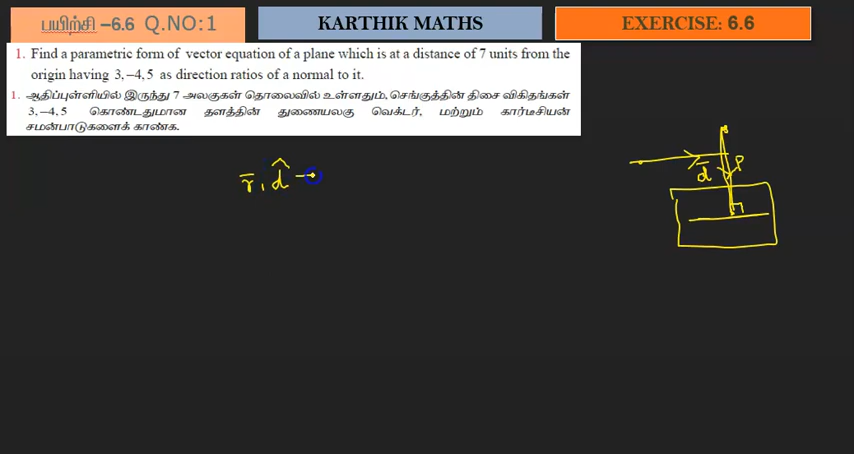 பயிற்சி –6.6 Q.NO:1
KARTHIK MATHS
EXERCISE: 6.6
1. Find a parametric form of vector equation of a plane which is at a distance of 7 units from the
origin having 3,−4,5 as direction ratios of a normal to it.
1. ஆதிப்புள்ளியில் இருந்து 7 அலகுகள் தொலைவில் உள்ளதும், செங்குத்தின் திசை விகிதங்கள்
3,−4,5 கொண்டதுமான தளத்தின் துணையலகு வெக்டர், மற்றும் கார்டீசியன்
சமன்பாடுகளைக் காண்க.
r̄, d̂ –
d̄ P